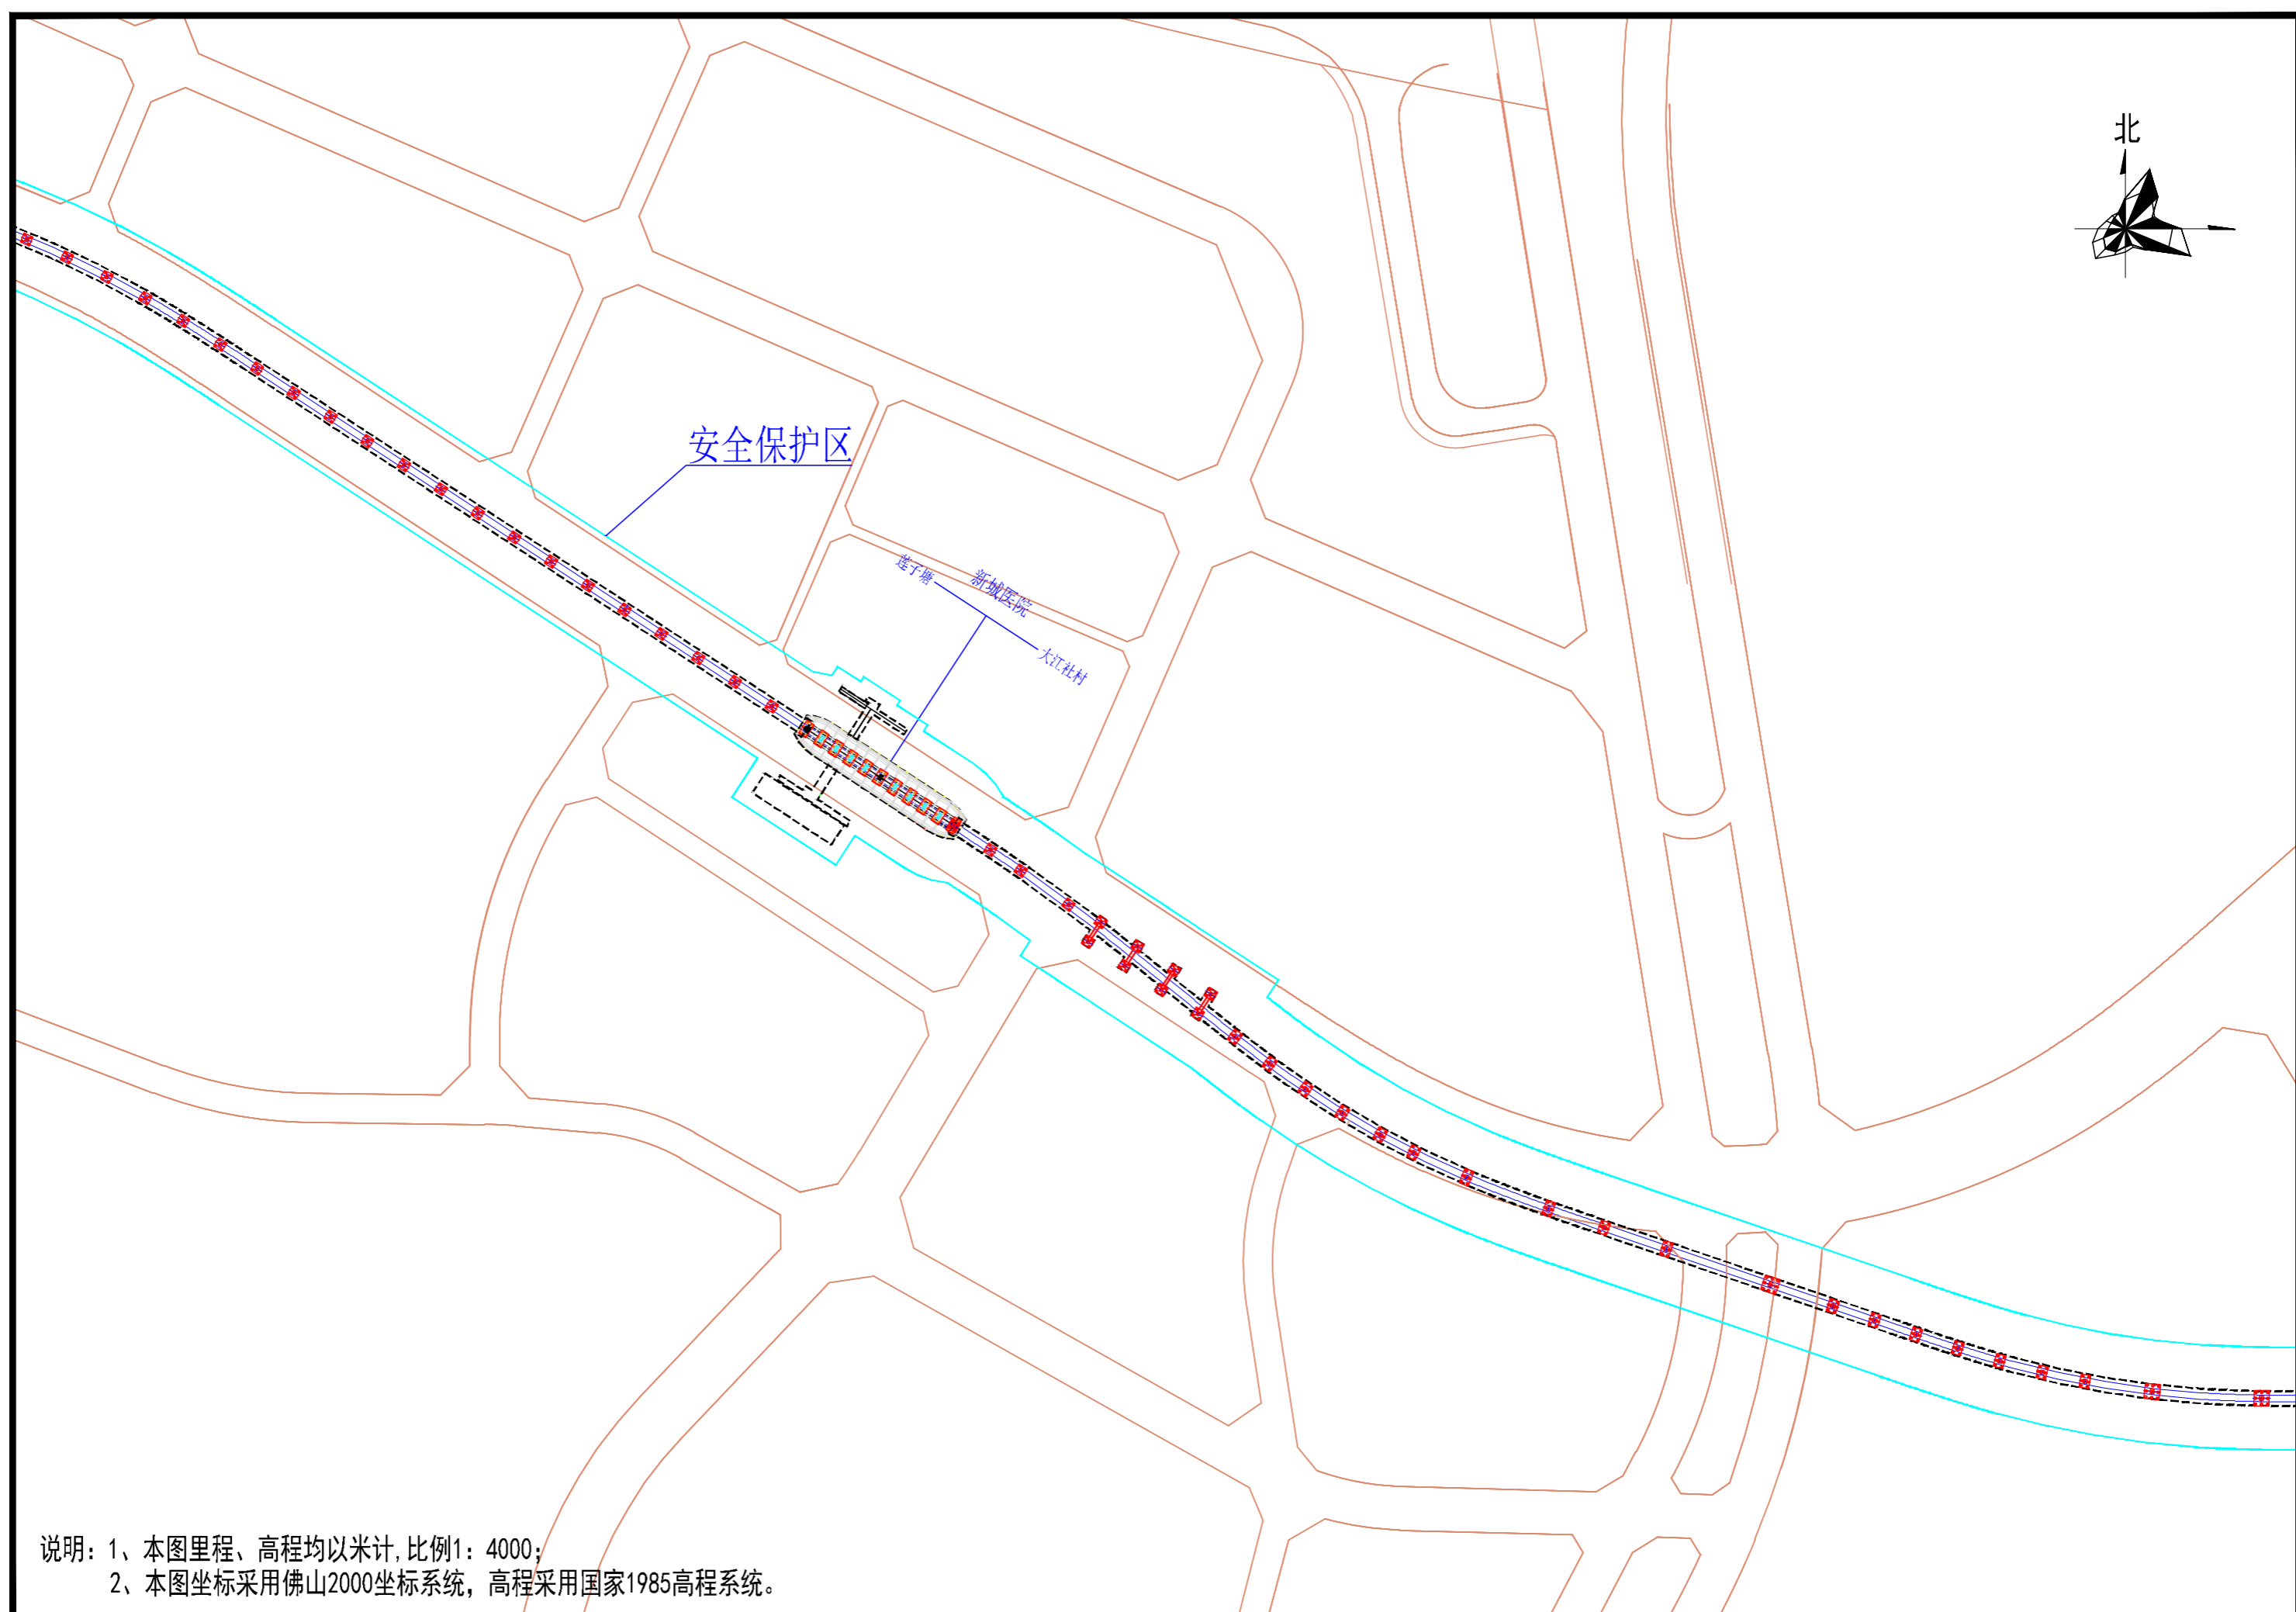 北
安全保护区
莲子塘
新城医院
大江社村
说明：1、本图里程、高程均以米计,比例1：4000;
2、本图坐标采用佛山2000坐标系统，高程采用国家1985高程系统。